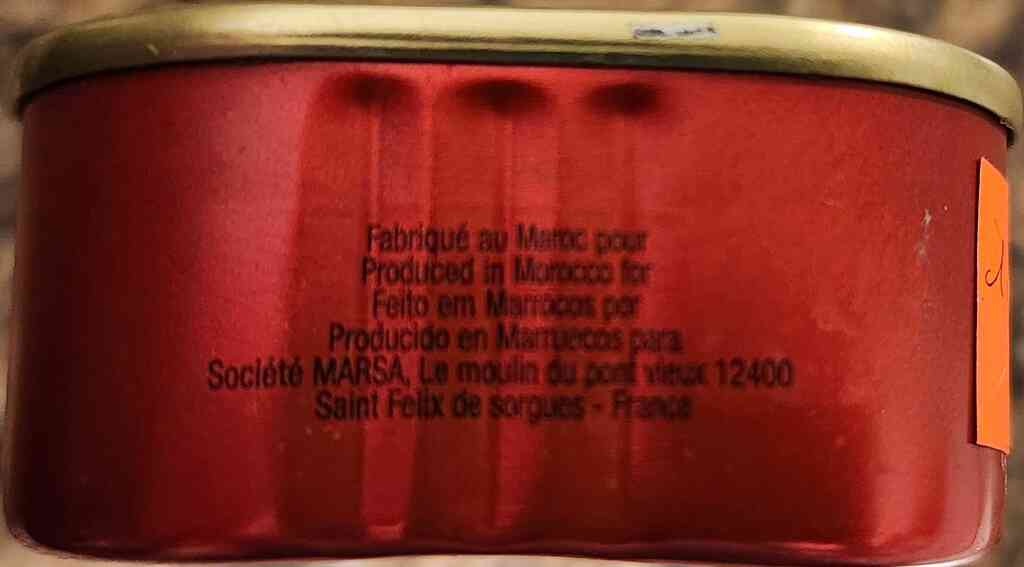 Fabriqué au Maroc pour
Produced in Morocco for
Feito em Marrocos por
Producido en Marruecos para
Société MARSA, Le moulin du pont vieux 12400
Saint Felix de sorgues - France